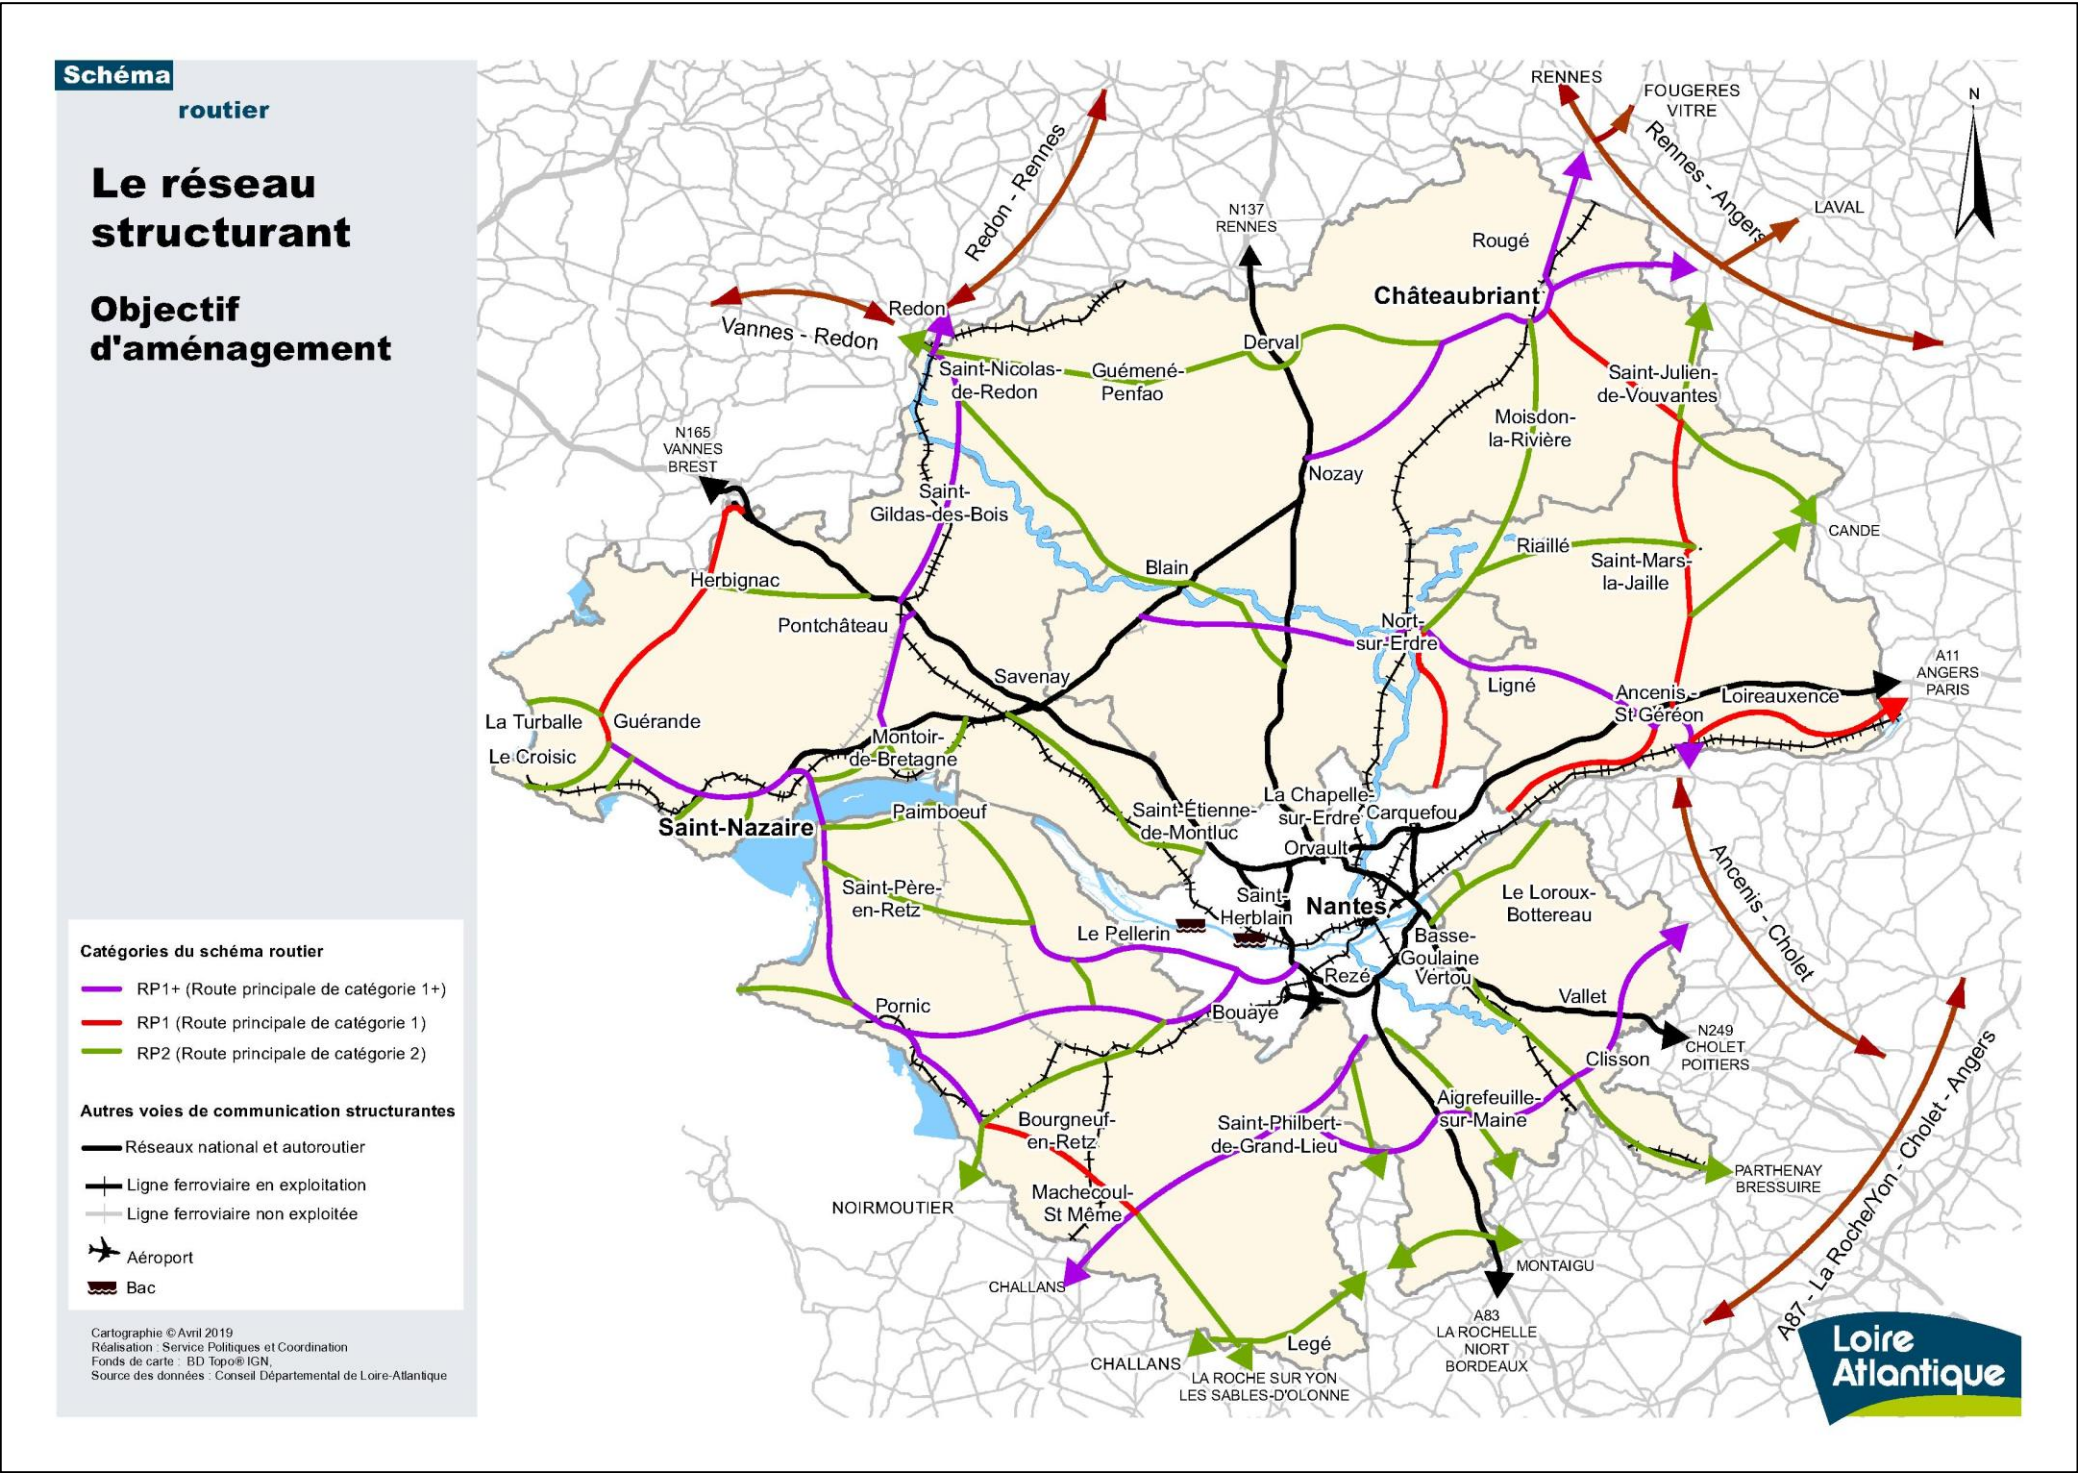 Schéma
routier
Le réseau
structurant
Objectif
d'aménagement
Catégories du schéma routier
RP1+ (Route principale de catégorie 1+)
RP1 (Route principale de catégorie 1)
RP2 (Route principale de catégorie 2)
Autres voies de communication structurantes
Réseaux national et autoroutier
Ligne ferroviaire en exploitation
Ligne ferroviaire non exploitée
Aéroport
Bac
Cartographie © Avril 2019
Réalisation : Service Politiques et Coordination
Fonds de carte : BD Topo® IGN,
Source des données : Conseil Départemental de Loire-Atlantique
RENNES
FOUGERES
VITRE
N
Rennes - Angers
LAVAL
Redon - Rennes
N137
RENNES
Rougé
Châteaubriant
Redon
Vannes - Redon
Derval
Saint-Nicolas-
de-Redon
Guémené-
Penfao
Saint-Julien-
de-Vouvantes
Moisdon-
la-Rivière
N165
VANNES
BREST
Nozay
Saint-
Gildas-des-Bois
CANDE
Riaillé
Saint-Mars-
la-Jaille
Blain
Herbignac
Pontchâteau
Nort-
sur-Erdre
A11
ANGERS
PARIS
Savenay
Ligné
Ancenis-
St Géréon
Loireauxence
La Turballe
Guérande
Le Croisic
Montoir-
de-Bretagne
Paimboeuf
Saint-Nazaire
Saint-Étienne-
de-Montluc
La Chapelle-
sur-Erdre
Carquefou
Orvault
Ancenis - Cholet
Saint-Père-
en-Retz
Saint-
Herblain
Nantes
Le Loroux-
Bottereau
Le Pellerin
Basse-
Goulaine
Vertou
Rezé
Vallet
Pornic
Bouaye
N249
CHOLET
POITIERS
Clisson
A87 - La Roche/Yon - Cholet - Angers
Bourgneuf-
en-Retz
Saint-Philbert-
de-Grand-Lieu
Aigrefeuille-
sur-Maine
PARTHENAY
BRESSUIRE
NOIRMOUTIER
Machecoul-
St Même
CHALLANS
MONTAIGU
A83
LA ROCHELLE
NIORT
BORDEAUX
Legé
CHALLANS
LA ROCHE SUR YON
LES SABLES-D'OLONNE
Loire
Atlantique